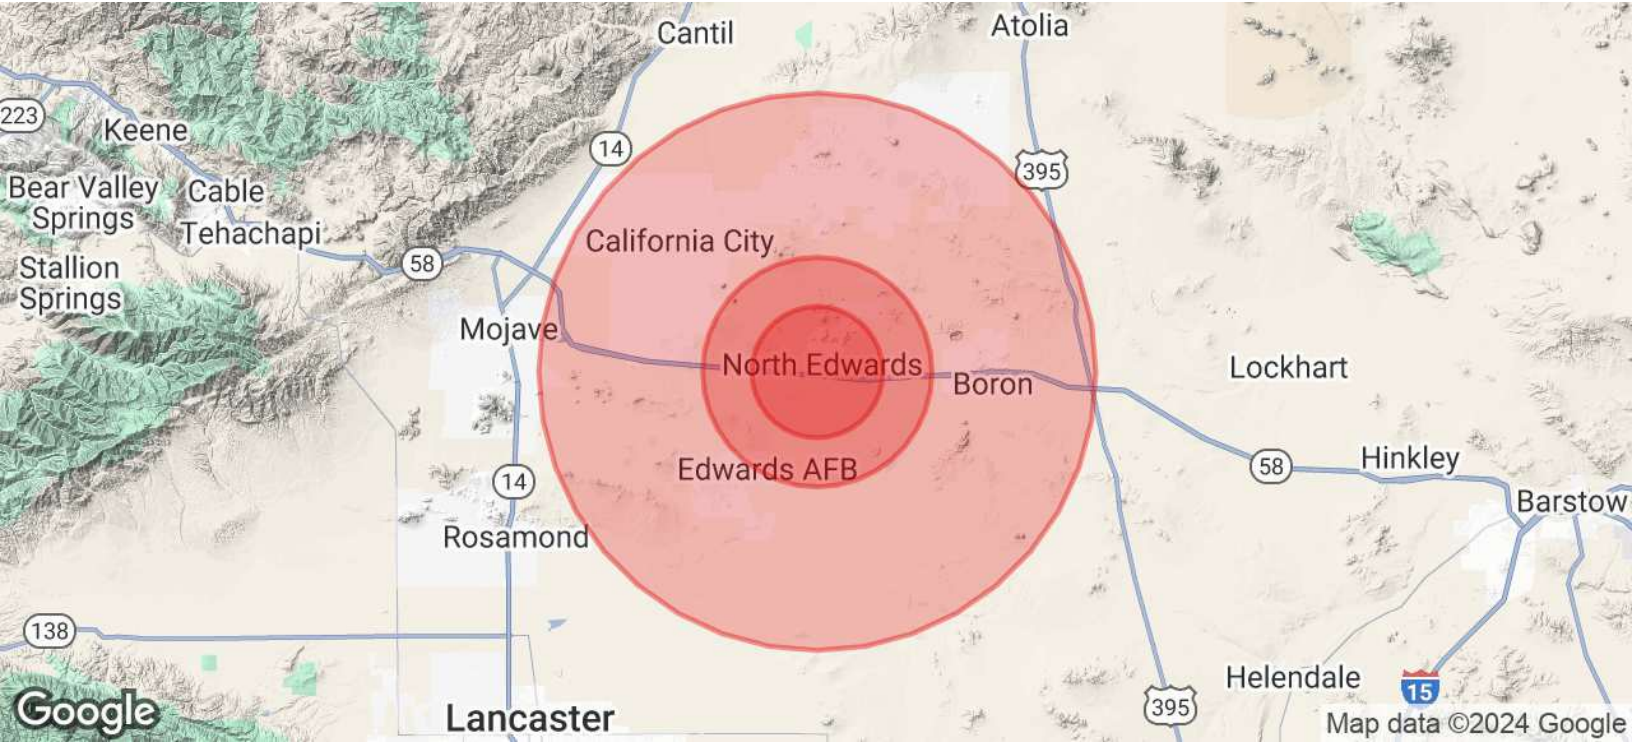 Cantil
Atolia
223
Keene
14
395
Bear Valley
Springs
Cable
Tehachapi
California City
58
Stallion
Springs
Mojave
North Edwards
Boron
Lockhart
Edwards AFB
14
58
Hinkley
Barstow
Rosamond
138
Helendale
15
395
Google
Lancaster
Map data ©2024 Google